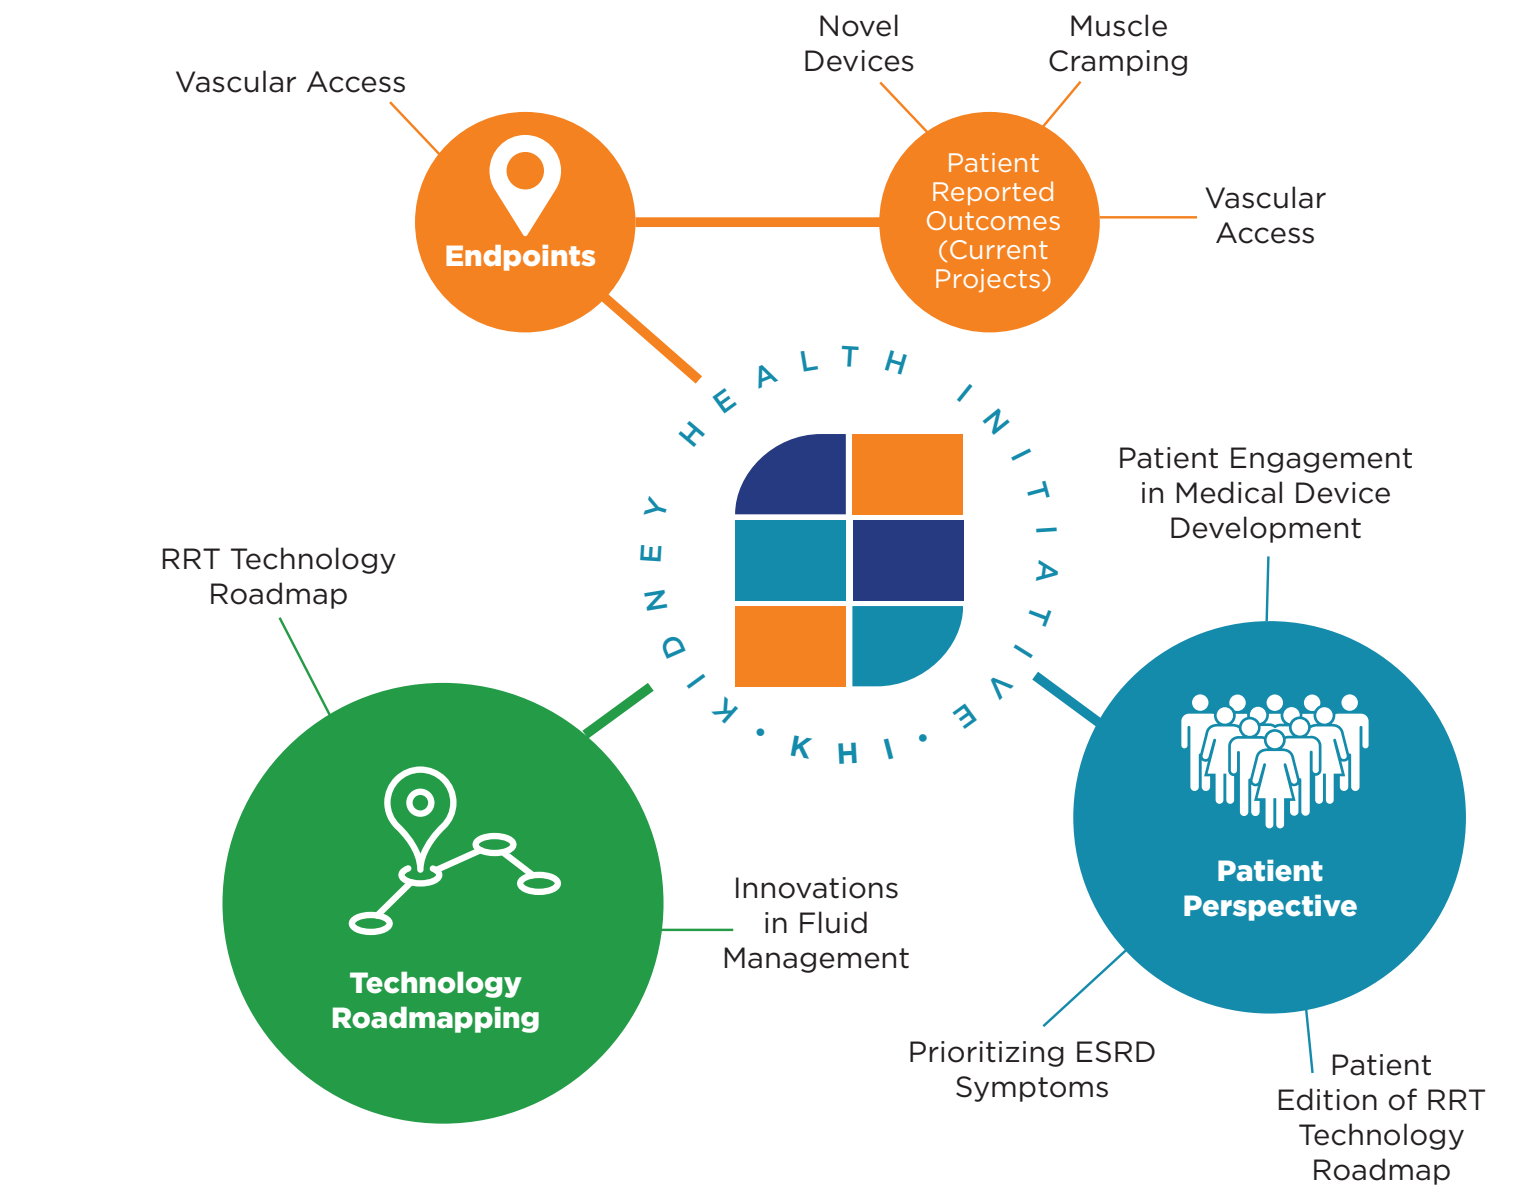 Novel
Devices
Muscle
Cramping
Vascular Access
Patient
Reported
Outcomes
(Current
Projects)
Vascular
Access
Endpoints
KIDNEY HEALTH INITIATIVE • KHI •
Patient Engagement
in Medical Device
Development
RRT Technology
Roadmap
Patient
Perspective
Innovations
in Fluid
Management
Technology
Roadmapping
Prioritizing ESRD
Symptoms
Patient
Edition of RRT
Technology
Roadmap